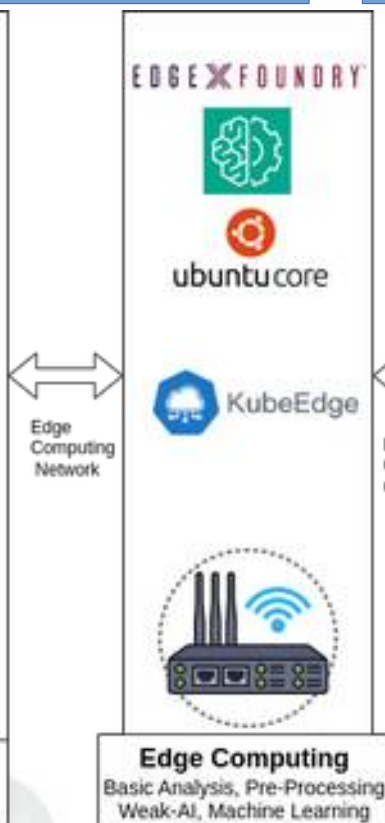 EDGE X FOUNDRY
ubuntu core
KubeEdge
Edge
Computing
Network
Edge Computing
Basic Analysis, Pre-Processing
Weak-AI, Machine Learning